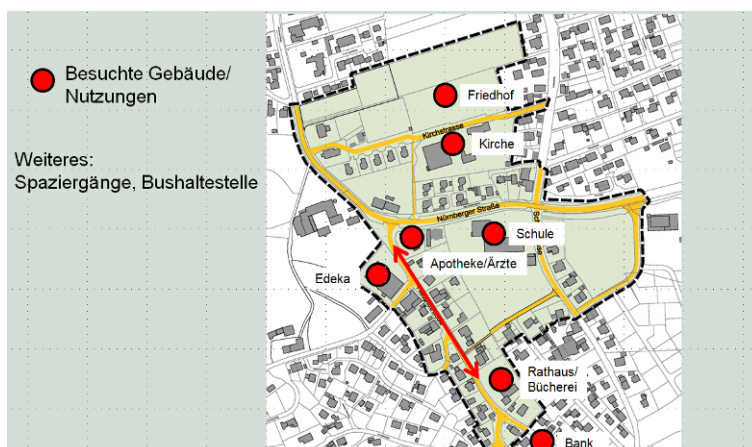 Besuchte Gebäude/
Nutzungen
Weiteres:
Spaziergänge, Bushaltestelle
Friedhof
Kirchstrasse
Kirche
Nürnberger Straße
Schule
Apotheke/Ärzte
Edeka
Rathaus/
Bücherei
Bank